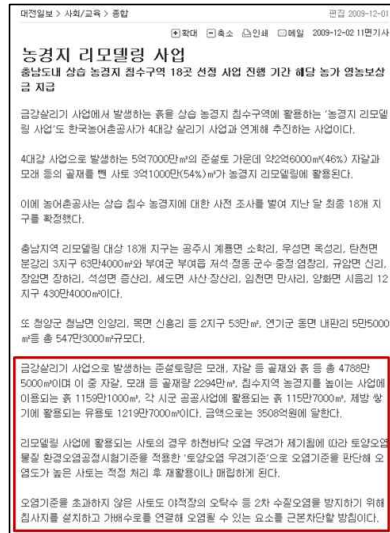 대전일보 > 사회/교육 > 종합
편집 2009-12-01
확대 축소 인쇄 메일 2009-12-02 11면기사
농경지 리모델링 사업
충남도내 상습 농경지 침수구역 18곳 선정 사업 진행 기간 해당 농가 영농보상
금 지급
금강살리기 사업에서 발생하는 흙을 상습 농경지 침수구역에 활용하는 '농경지 리모델
링 사업'도 한국농어촌공사가 4대강 살리기 사업과 연계해 추진하는 사업이다.
4대강 사업으로 발생하는 5억7000만㎥의 준설토 가운데 약2억6000㎥(46%) 자갈과
모래 등의 골재를 뺀 사토 3억1000만(54%)㎥가 농경지 리모델링에 활용된다.
이에 농어촌공사는 상습 침수 농경지에 대한 사전 조사를 벌여 지난 달 최종 18개 지
구를 확정했다.
충남지역 리모델링 대상 18개 지구는 공주시 계룡면 소학리, 우성면 옥성리, 탄천면
분강리 3지구 63만4000㎡와 부여군 부여읍 저석·정동·군수·중정·염창리, 규암면 신리,
장암면 장하리, 석성면 증산리, 세도면 사산·장산리, 임천면 만사리, 양화면 시음리 12
지구 430만4000㎡이다.
또 청양군 청남면 인양리, 목면 신흥리 등 2지구 53만㎡, 연기군 동면 내판리 5만5000
㎡등 총 547만3000㎡규모다.
금강살리기 사업으로 발생하는 준설토량은 모래, 자갈 등 골재와 흙 등 총 4788만
5000㎥이며 이 중 자갈, 모래 등 골재량 2294만㎥, 침수지역 농경지를 높이는 사업에
이용되는 흙 1159만1000㎥, 각 시군 공공사업에 활용되는 흙 115만7000㎥, 제방 쌓
기에 활용되는 유용토 1219만7000㎥이다. 금액으로는 3508억원에 달한다.
리모델링 사업에 활용되는 사토의 경우 하천바닥 오염 우려가 제기됨에 따라 토양오염
물질 환경오염공정시험기준을 적용한 '토양오염 우려기준'으로 오염기준을 판단해 오
염도가 높은 사토는 적정 처리 후 재활용이나 매립하게 된다.
오염기준을 초과하지 않은 사토도 야적장의 오탁수 등 2차 수질오염을 방지하기 위해
침사지를 설치하고 가배수로를 연결해 오염될 수 있는 요소를 근본차단할 방침이다.